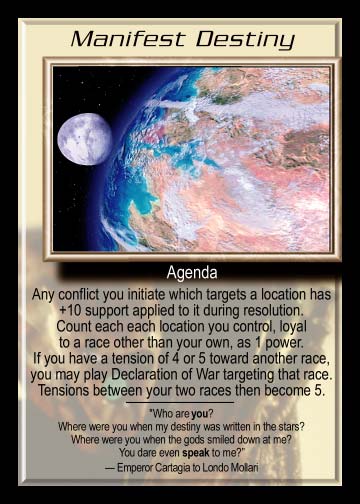 Manifest Destiny
Agenda
Any conflict you initiate which targets a location has
+10 support applied to it during resolution.
Count each each location you control, loyal
to a race other than your own, as 1 power.
If you have a tension of 4 or 5 toward another race,
you may play Declaration of War targeting that race.
Tensions between your two races then become 5.
"Who are you?
Where were you when my destiny was written in the stars?
Where were you when the gods smiled down at me?
You dare even speak to me?"
— Emperor Cartagia to Londo Mollari